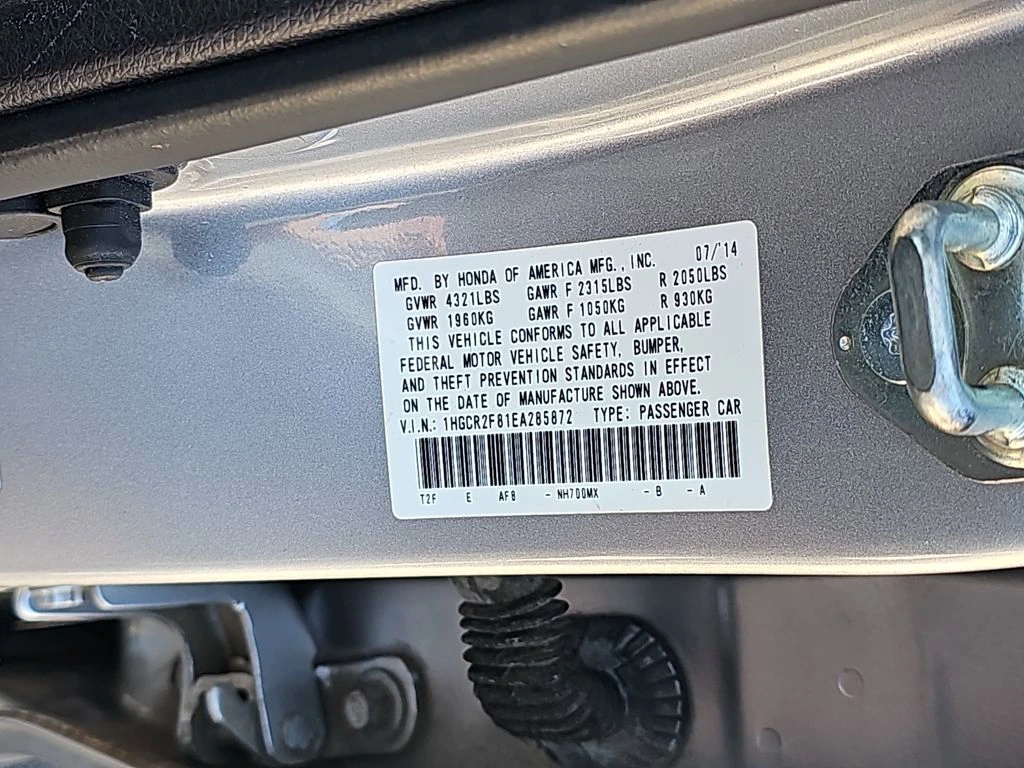 MFD. BY HONDA OF AMERICA MFG., INC. 07/'14
GVWR 4321LBS GAWR F 2315LBS R 2050LBS
GVWR 1960KG GAWR F 1050KG R 930KG
THIS VEHICLE CONFORMS TO ALL APPLICABLE
FEDERAL MOTOR VEHICLE SAFETY, BUMPER,
AND THEFT PREVENTION STANDARDS IN EFFECT
ON THE DATE OF MANUFACTURE SHOWN ABOVE.
V.I.N.: 1HGCR2F81EA285872 TYPE: PASSENGER CAR
T2F E AF8 - NH700MX - B - A